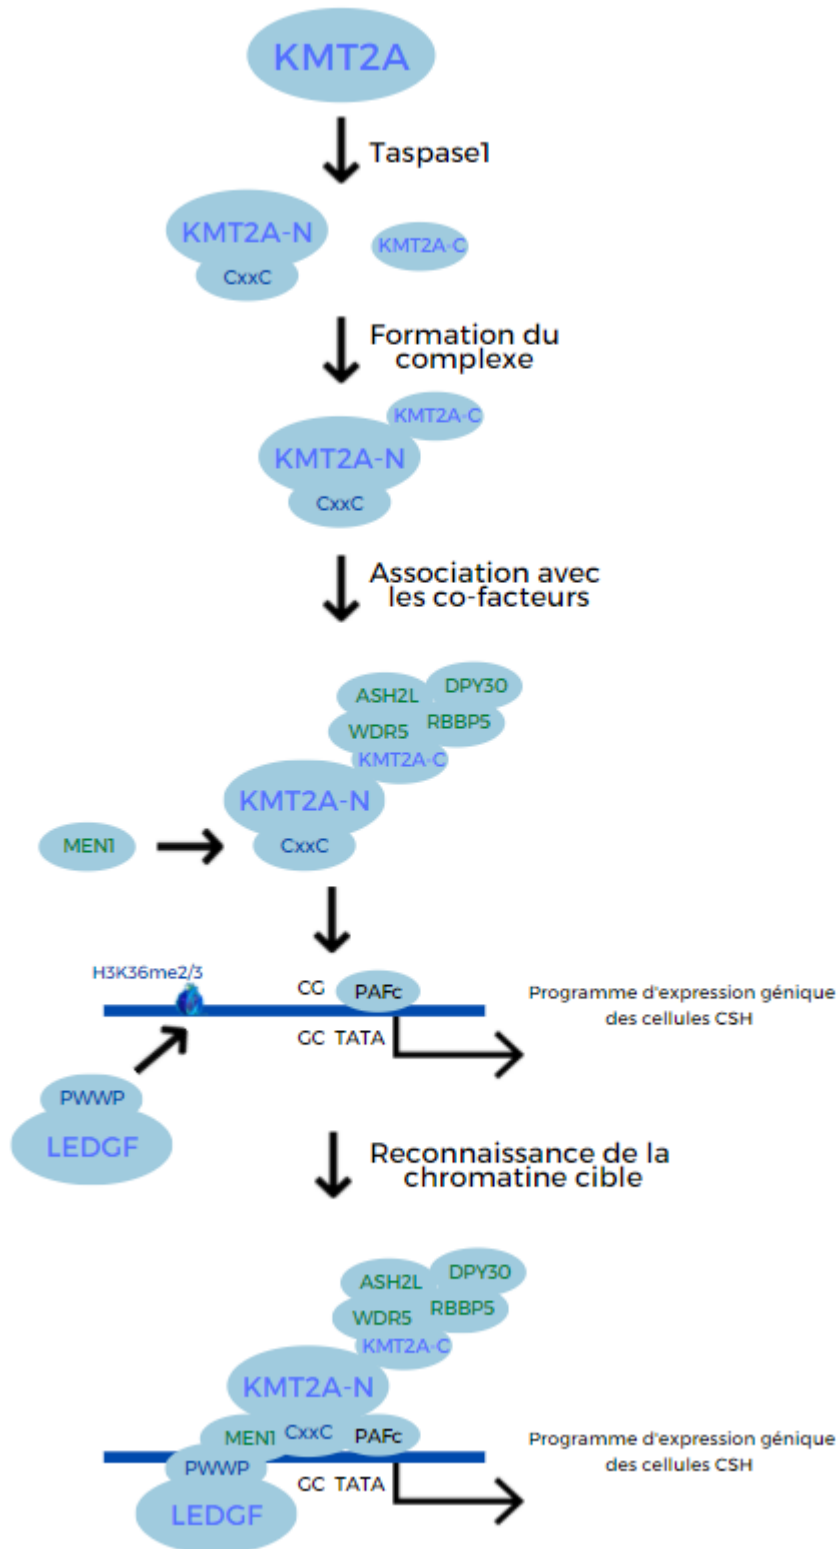 KMT2A
Taspase1
KMT2A-N
KMT2A-C
CxxC
Formation du
complexe
KMT2A-C
KMT2A-N
CxxC
Association avec
les co-facteurs
ASH2L
DPY30
WDR5
RBBP5
KMT2A-C
KMT2A-N
MEN1
CxxC
H3K36me2/3
CG
PAFc
Programme d'expression génique
des cellules CSH
GC TATA
PWWP
LEDGF
Reconnaissance de la
chromatine cible
ASH2L
DPY30
WDR5
RBBP5
KMT2A-C
KMT2A-N
MEN1
CxxC
PAFc
Programme d'expression génique
des cellules CSH
PWWP
GC TATA
LEDGF